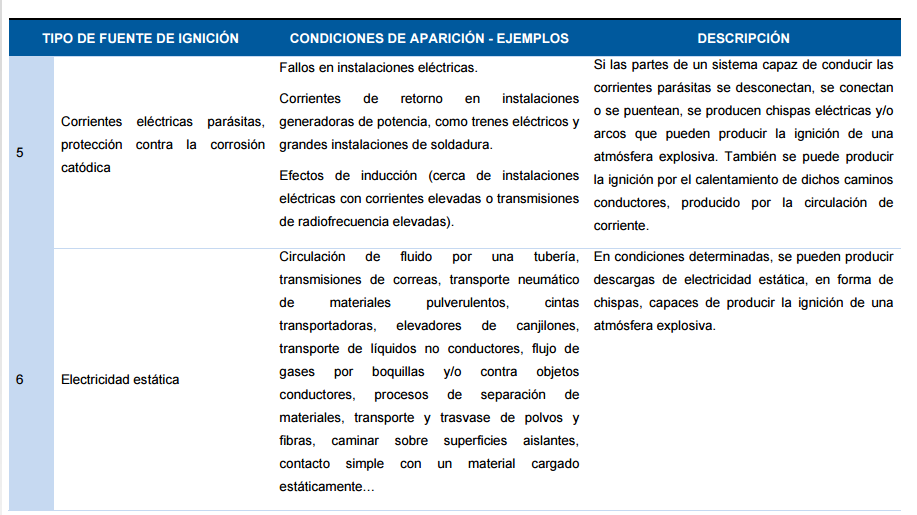 TIPO DE FUENTE DE IGNICIÓN
CONDICIONES DE APARICIÓN - EJEMPLOS
DESCRIPCIÓN
5
Corrientes eléctricas parásitas,
protección contra la corrosión
catódica
Fallos en instalaciones eléctricas.
Corrientes de retorno en instalaciones
generadoras de potencia, como trenes eléctricos y
grandes instalaciones de soldadura.
Efectos de inducción (cerca de instalaciones
eléctricas con corrientes elevadas o transmisiones
de radiofrecuencia elevadas).
Si las partes de un sistema capaz de conducir las
corrientes parásitas se desconectan, se conectan
o se puentean, se producen chispas eléctricas y/o
arcos que pueden producir la ignición de una
atmósfera explosiva. También se puede producir
la ignición por el calentamiento de dichos caminos
conductores, producido por la circulación de
corriente.
6
Electricidad estática
Circulación de fluido por una tubería,
transmisiones de correas, transporte neumático
de materiales pulverulentos, cintas
transportadoras, elevadores de canjilones,
transporte de líquidos no conductores, flujo de
gases por boquillas y/o contra objetos
conductores, procesos de separación de
materiales, transporte y trasvase de polvos y
fibras, caminar sobre superficies aislantes,
contacto simple con un material cargado
estáticamente…
En condiciones determinadas, se pueden producir
descargas de electricidad estática, en forma de
chispas, capaces de producir la ignición de una
atmósfera explosiva.